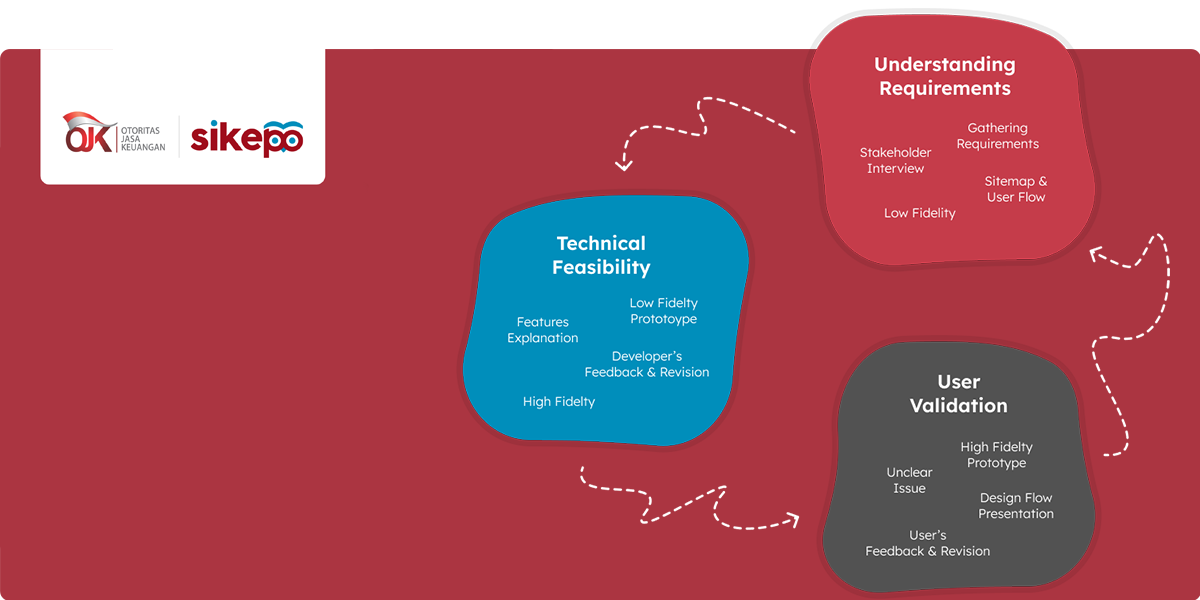 OJK
OTORITAS
JASA
KEUANGAN
sikepo
Understanding
Requirements
Gathering
Requirements
Stakeholder
Interview
Sitemap &
User Flow
Low Fidelity
Technical
Feasibility
Low Fidelty
Prototoype
Features
Explanation
Developer’s
Feedback & Revision
High Fidelty
User
Validation
High Fidelty
Prototype
Unclear
Issue
Design Flow
Presentation
User’s
Feedback & Revision